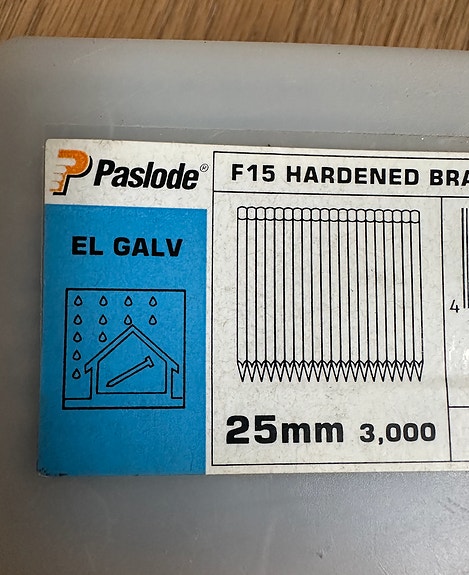 Paslode®
F15 HARDENED BRA
EL GALV
4
25mm 3,000